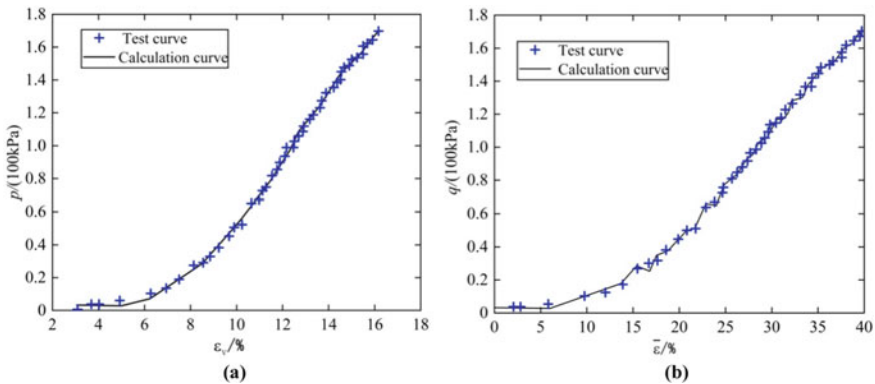 1.8
1.6
1.4
1.2
1.0
0.8
0.6
0.4
0.2
0
p/(100kPa)
Test curve
Calculation curve
2 4 6 8 10 12 14 16 18
εᵥ/%
(a)
1.8
1.6
1.4
1.2
1.0
0.8
0.6
0.4
0.2
0
q/(100kPa)
Test curve
Calculation curve
0 5 10 15 20 25 30 35 40
ε̄/%
(b)